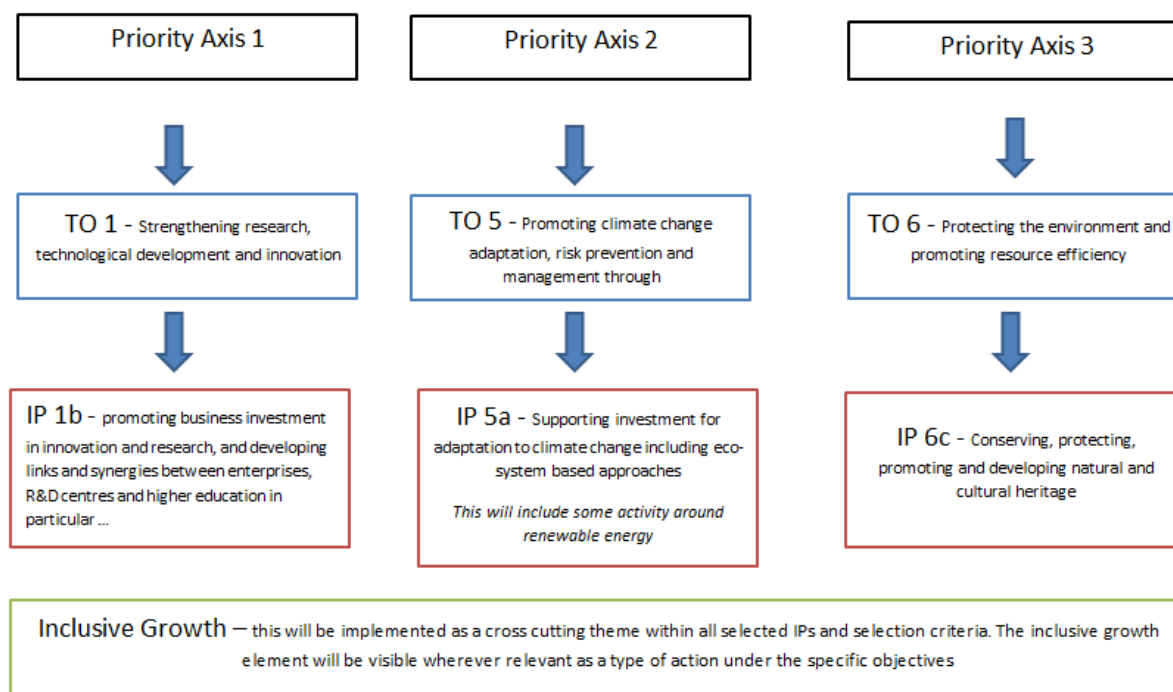 Priority Axis 1
Priority Axis 2
Priority Axis 3
TO 1 - Strengthening research,
technological development and innovation
TO 5 - Promoting climate change
adaptation, risk prevention and
management through
TO 6 - Protecting the environment and
promoting resource efficiency
IP 1b - promoting business investment
in innovation and research, and developing
links and synergies between enterprises,
R&D centres and higher education in
particular ...
IP 5a - Supporting investment for
adaptation to climate change including eco-
system based approaches
This will include some activity around
renewable energy
IP 6c - Conserving, protecting,
promoting and developing natural and
cultural heritage
Inclusive Growth – this will be implemented as a cross cutting theme within all selected IPs and selection criteria. The inclusive growth
element will be visible wherever relevant as a type of action under the specific objectives